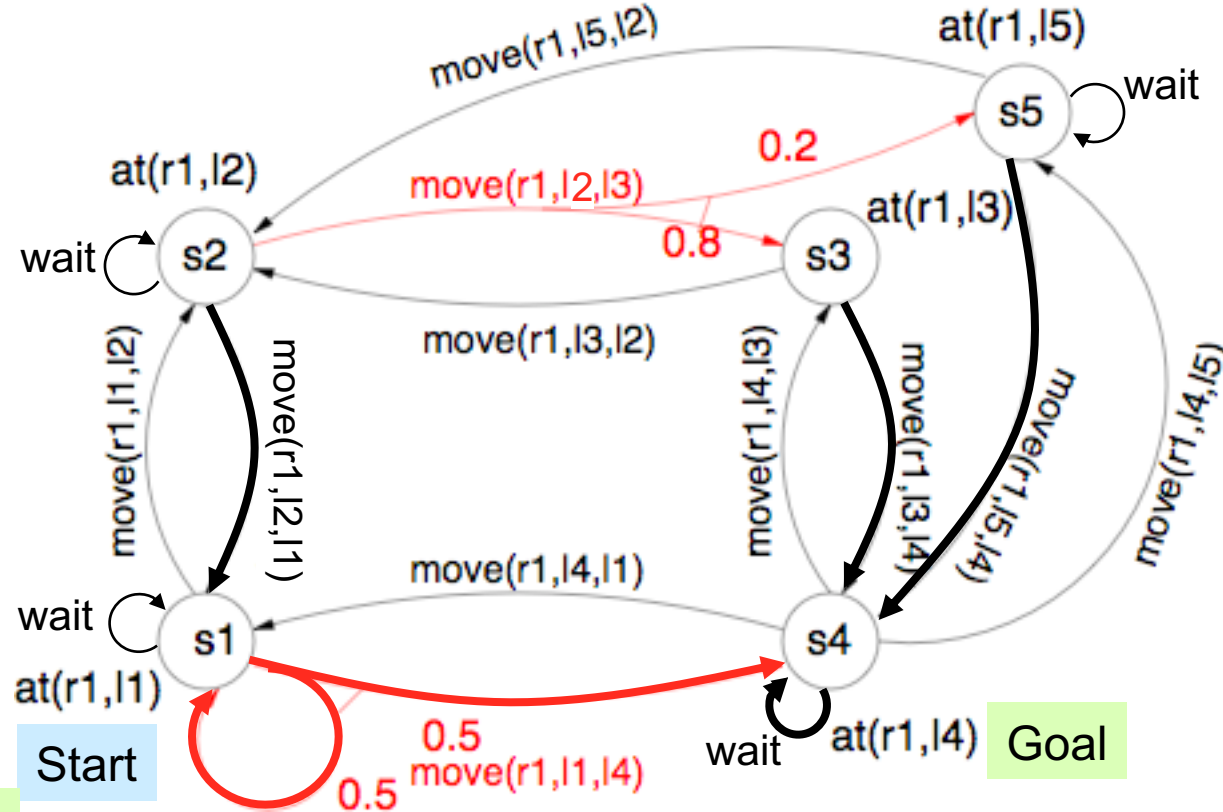 move(r1,l5,l2)
at(r1,l5)
s5
wait
0.2
at(r1,l2)
move(r1,l2,l3)
at(r1,l3)
0.8
wait
s2
s3
move(r1,l3,l2)
move(r1,l1,l2)
move(r1,l2,l1)
move(r1,l4,l3)
move(r1,l3,l4)
move(r1,l5,l4)
move(r1,l4,l5)
move(r1,l4,l1)
wait
s1
s4
at(r1,l1)
0.5
wait
at(r1,l4)
Goal
Start
move(r1,l1,l4)
0.5